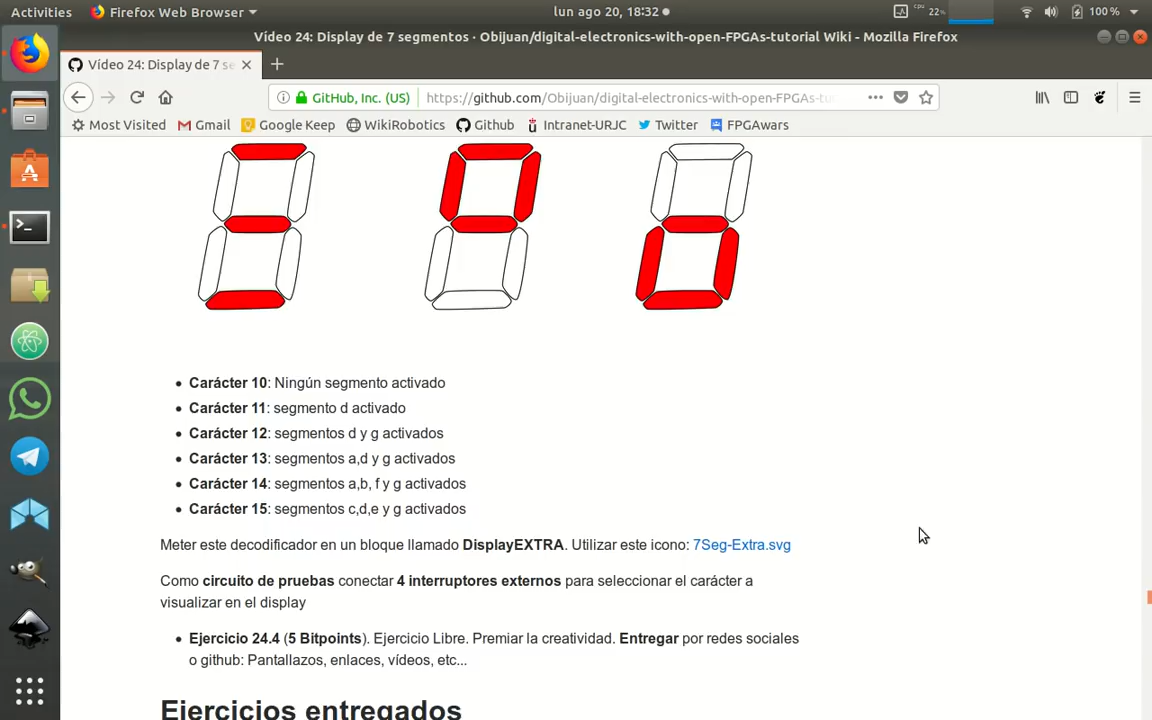 Activities Firefox Web Browser lun ago 20, 18:32 cpu 22% 100 %
Vídeo 24: Display de 7 segmentos · Obijuan/digital-electronics-with-open-FPGAs-tutorial Wiki - Mozilla Firefox
Vídeo 24: Display de 7 se
GitHub, Inc. (US) https://github.com/Obijuan/digital-electronics-with-open-FPGAs-tu
Most Visited Gmail Google Keep WikiRobotics Github Intranet-URJC Twitter FPGAwars
Carácter 10: Ningún segmento activado
Carácter 11: segmento d activado
Carácter 12: segmentos d y g activados
Carácter 13: segmentos a,d y g activados
Carácter 14: segmentos a,b, f y g activados
Carácter 15: segmentos c,d,e y g activados
Meter este decodificador en un bloque llamado DisplayEXTRA. Utilizar este icono: 7Seg-Extra.svg
Como circuito de pruebas conectar 4 interruptores externos para seleccionar el carácter a
visualizar en el display
Ejercicio 24.4 (5 Bitpoints). Ejercicio Libre. Premiar la creatividad. Entregar por redes sociales
o github: Pantallazos, enlaces, vídeos, etc...
Ejercicios entregados